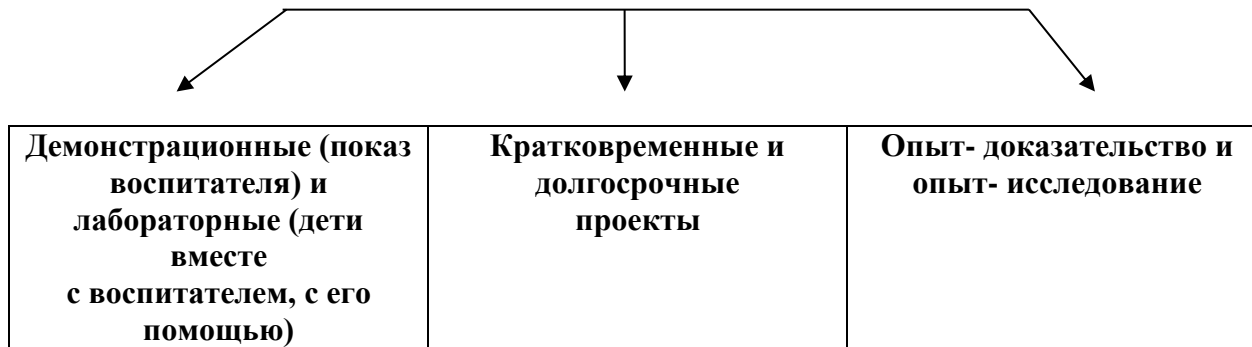 Демонстрационные (показ
воспитателя) и
лабораторные (дети
вместе
с воспитателем, с его
помощью)
Кратковременные и
долгосрочные
проекты
Опыт- доказательство и
опыт- исследование